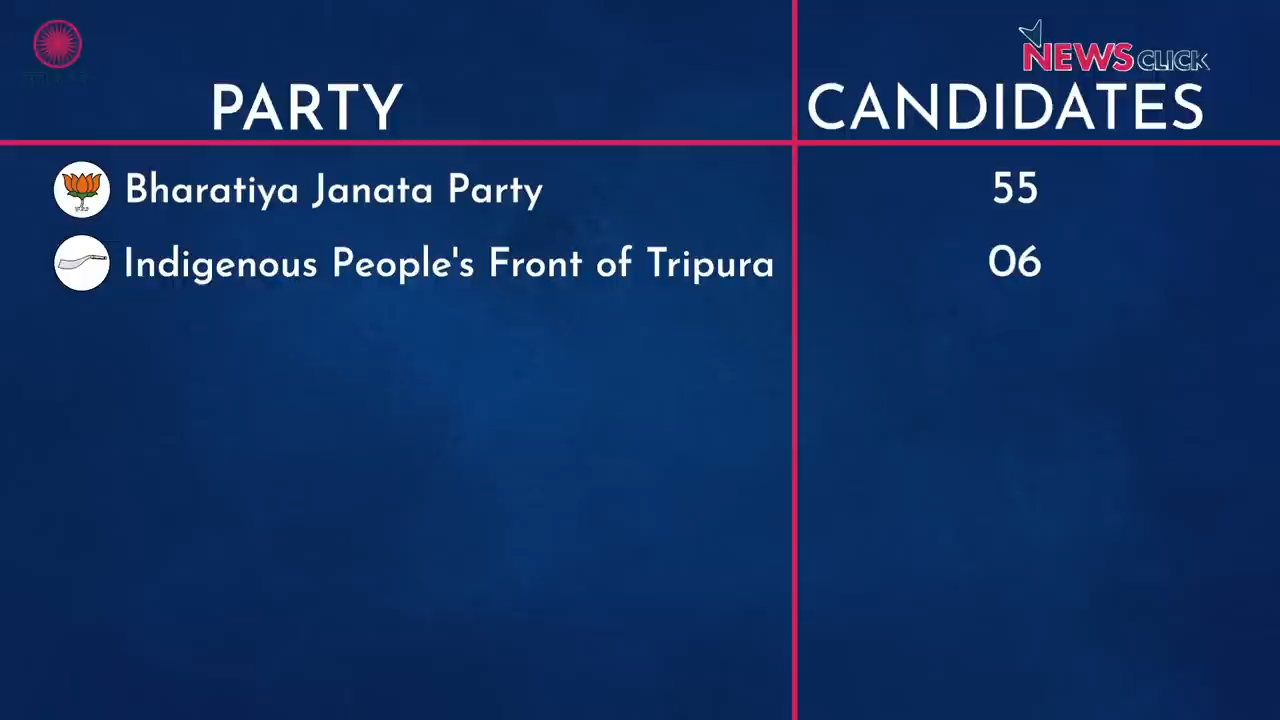 NEWSCLICK
PARTY CANDIDATES
Bharatiya Janata Party 55
Indigenous People's Front of Tripura 06